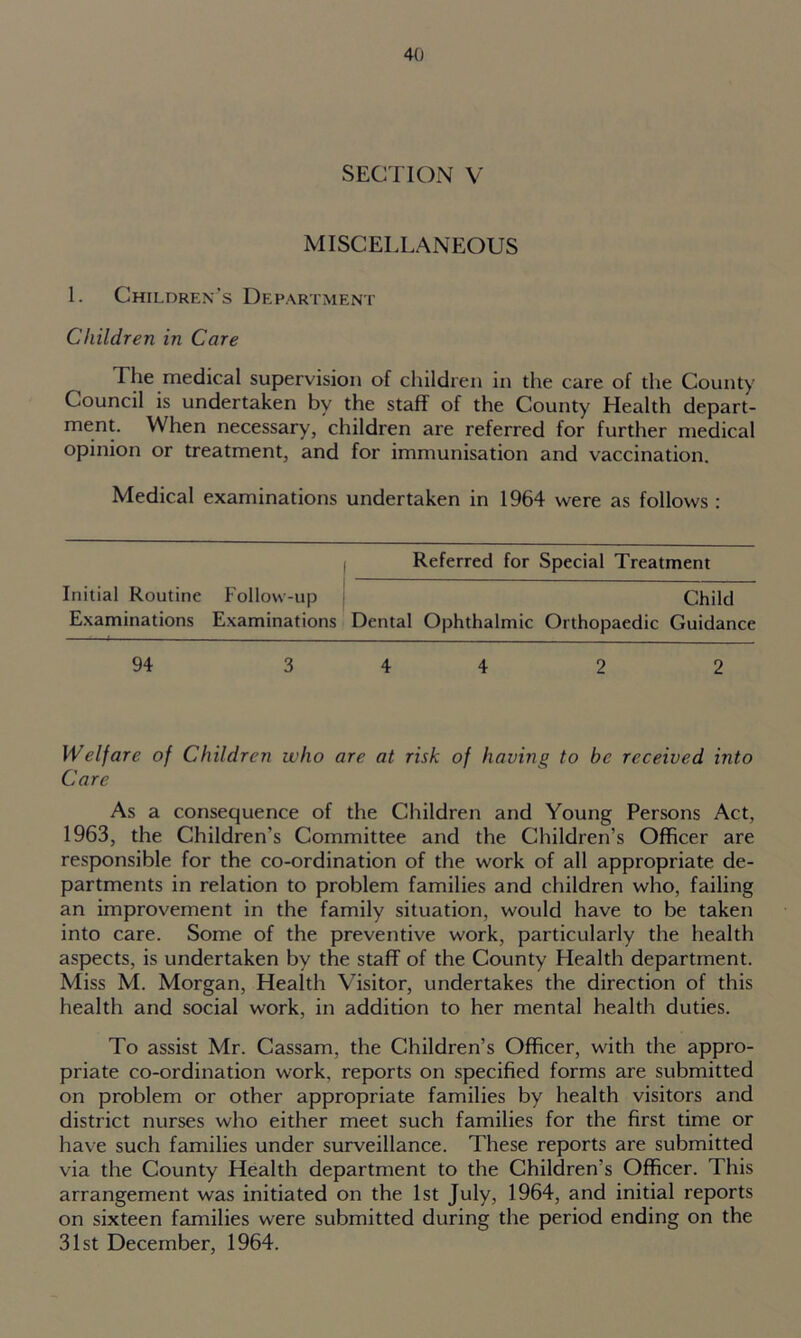 40
SECTION V
MISCELLANEOUS
1. Children's Department
Children in Care
The medical supervision of children in the care of the County
Council is undertaken by the staff of the County Health depart-
ment. When necessary, children are referred for further medical
opinion or treatment, and for immunisation and vaccination.
Medical examinations undertaken in 1964 were as follows :
Referred for Special Treatment
Initial Routine Follow-up Child
Examinations Examinations Dental Ophthalmic Orthopaedic Guidance
94 3 4 4 2 2
Welfare of Children who are at risk of having to be received into
Care
As a consequence of the Children and Young Persons Act,
1963, the Children's Committee and the Children's Officer are
responsible for the co-ordination of the work of all appropriate de-
partments in relation to problem families and children who, failing
an improvement in the family situation, would have to be taken
into care. Some of the preventive work, particularly the health
aspects, is undertaken by the staff of the County Health department.
Miss M. Morgan, Health Visitor, undertakes the direction of this
health and social work, in addition to her mental health duties.
To assist Mr. Cassam, the Children's Officer, with the appro-
priate co-ordination work, reports on specified forms are submitted
on problem or other appropriate families by health visitors and
district nurses who either meet such families for the first time or
have such families under surveillance. These reports are submitted
via the County Health department to the Children's Officer. This
arrangement was initiated on the 1st July, 1964, and initial reports
on sixteen families were submitted during the period ending on the
31st December, 1964.